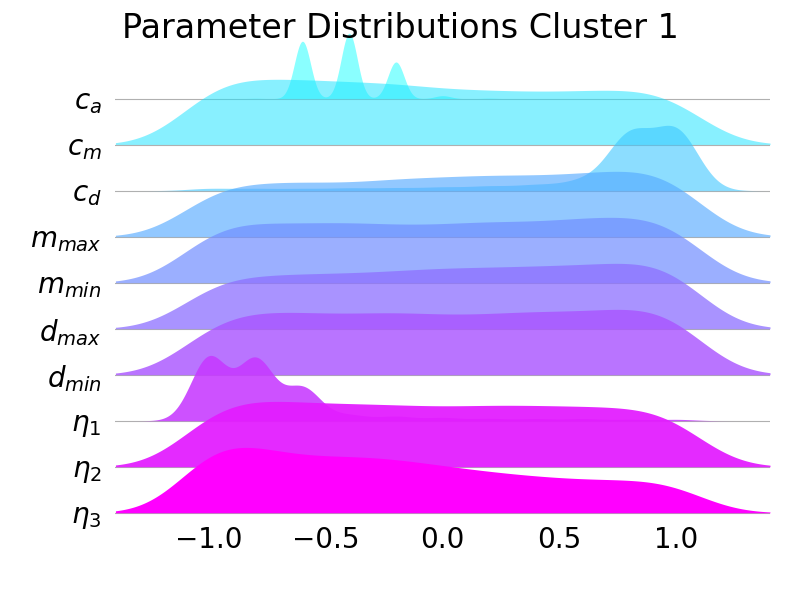 Parameter Distributions Cluster 1
c_a
c_m
c_d
m_max
m_min
d_max
d_min
η_1
η_2
η_3
−1.0 −0.5 0.0 0.5 1.0